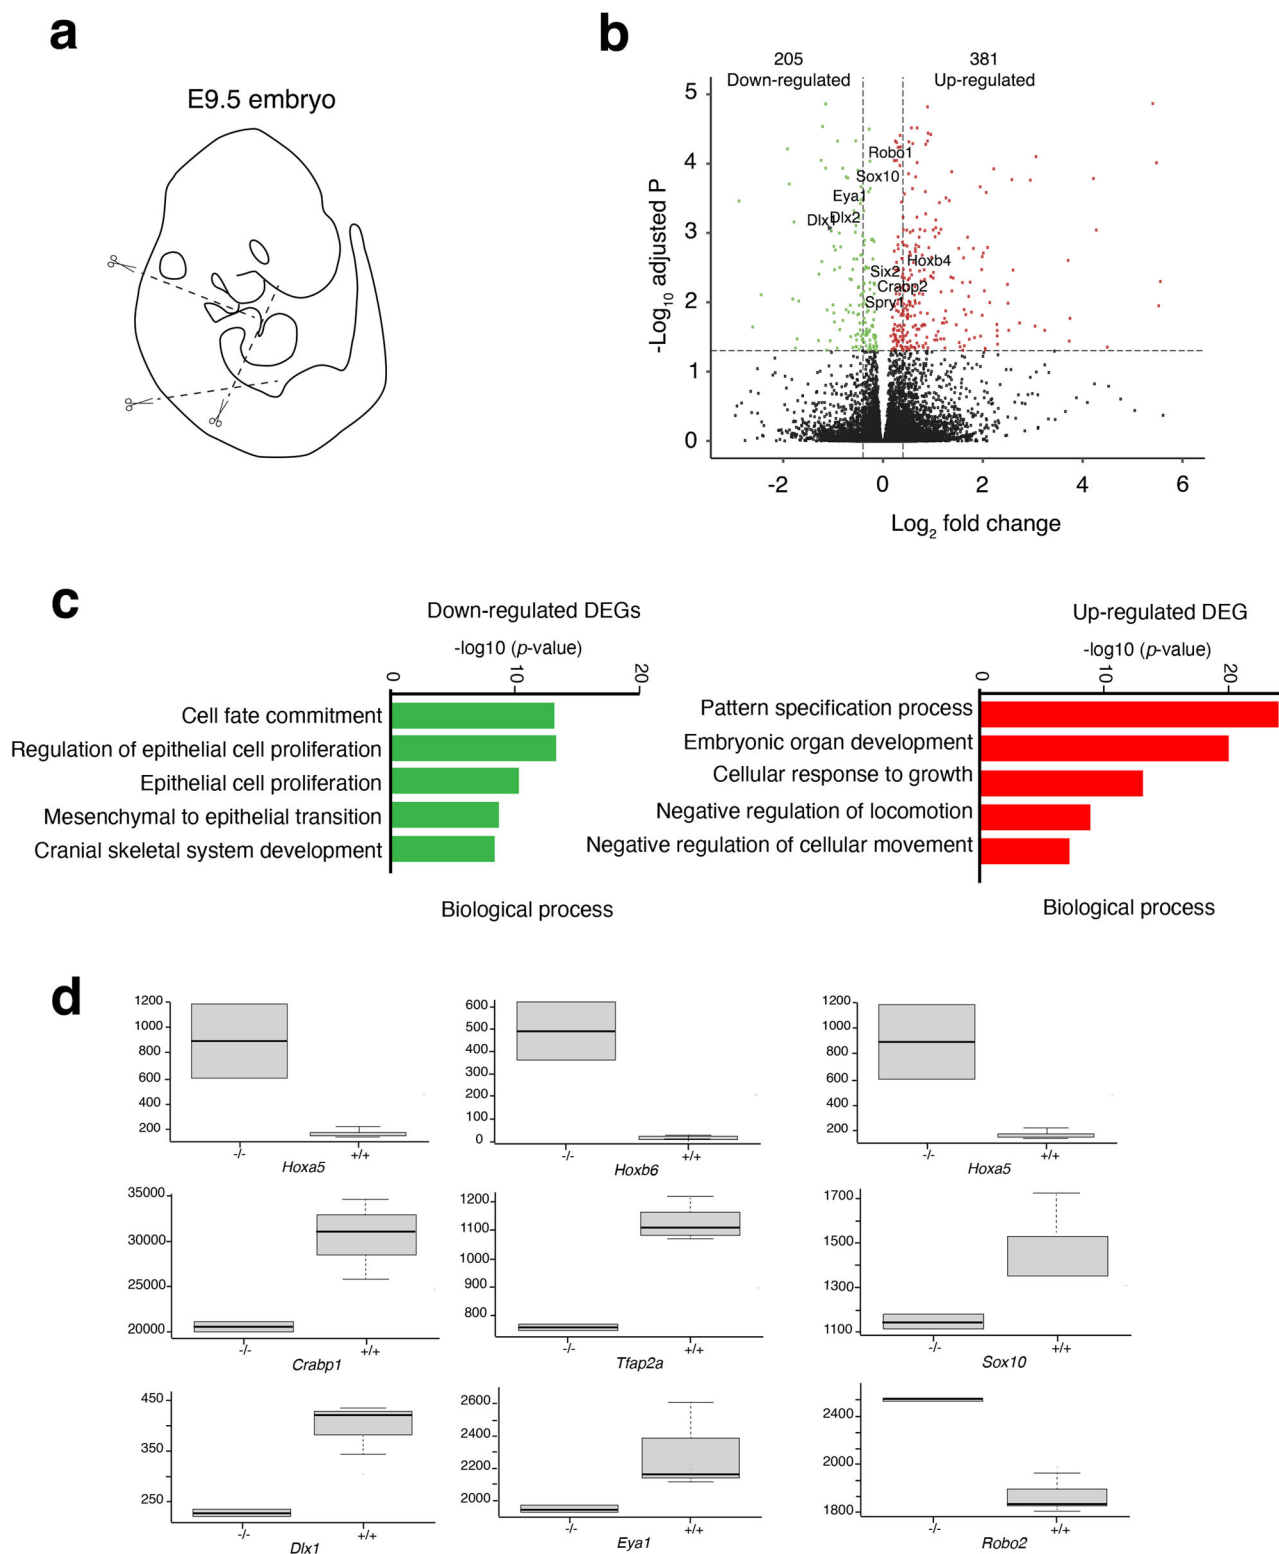 a
E9.5 embryo
b
205
Down-regulated
381
Up-regulated
-Log10 adjusted P
5
4
3
2
1
0
Robo1
Sox10
Eya1
Dlx1
Dlx2
Hoxb4
Six2
Crabp2
Spry1
-2
0
2
4
6
Log2 fold change
c
Down-regulated DEGs
-log10 (p-value)
0
10
20
Cell fate commitment
Regulation of epithelial cell proliferation
Epithelial cell proliferation
Mesenchymal to epithelial transition
Cranial skeletal system development
Biological process
Up-regulated DEG
-log10 (p-value)
0
10
20
Pattern specification process
Embryonic organ development
Cellular response to growth
Negative regulation of locomotion
Negative regulation of cellular movement
Biological process
d
1200
1000
800
600
400
200
-/-
+/+
Hoxa5
600
500
400
300
200
100
0
-/-
+/+
Hoxb6
1200
1000
800
600
400
200
-/-
+/+
Hoxa5
35000
30000
25000
20000
-/-
+/+
Crabp1
1200
1100
1000
900
800
-/-
+/+
Tfap2a
1700
1500
1300
1100
-/-
+/+
Sox10
450
350
250
-/-
+/+
Dlx1
2600
2400
2200
2000
-/-
+/+
Eya1
2400
2000
1800
-/-
+/+
Robo2